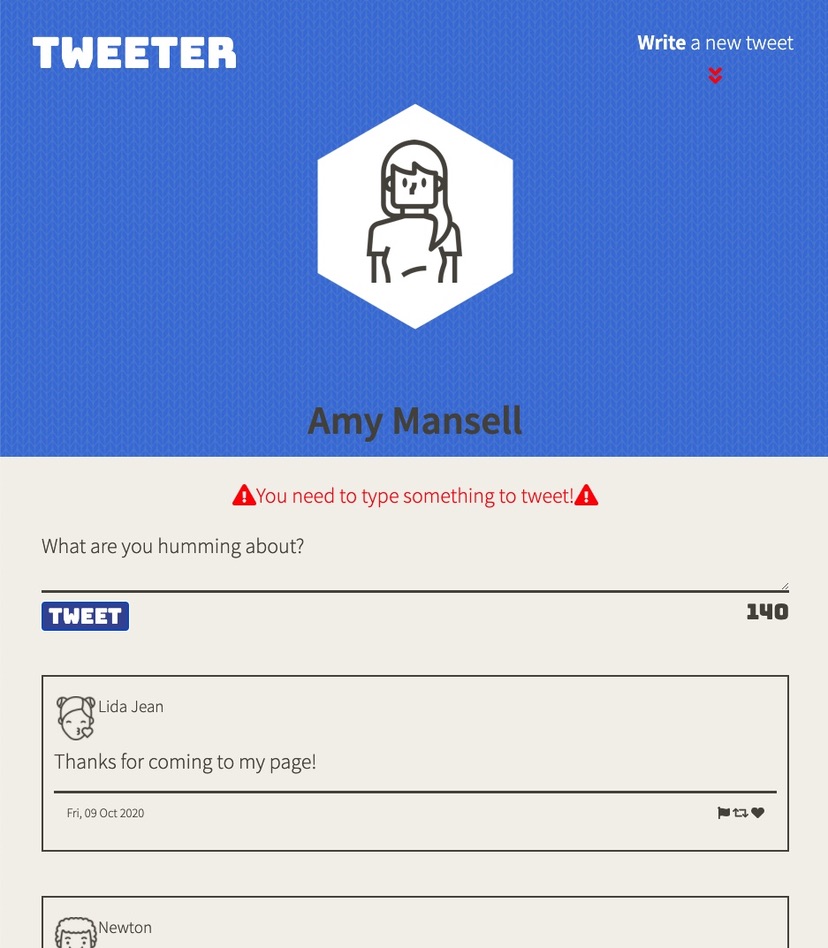 TWEETER
Write a new tweet
Amy Mansell
You need to type something to tweet!
What are you humming about?
TWEET
140
Lida Jean
Thanks for coming to my page!
Fri, 09 Oct 2020
Newton